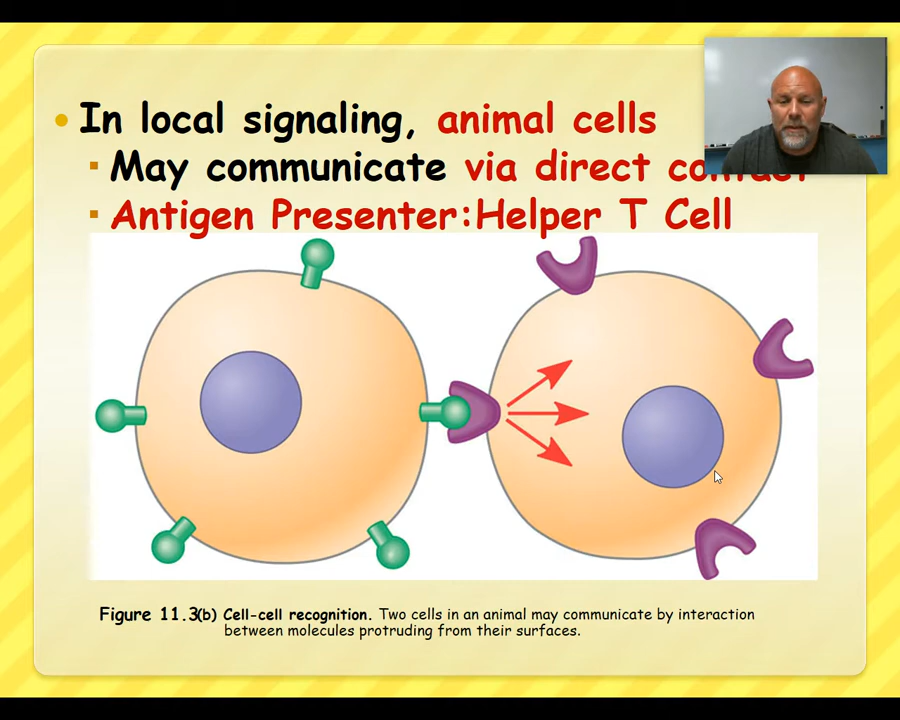 In local signaling, animal cells
May communicate via direct
Antigen Presenter:Helper T Cell
Figure 11.3(b) Cell-cell recognition. Two cells in an animal may communicate by interaction
between molecules protruding from their surfaces.